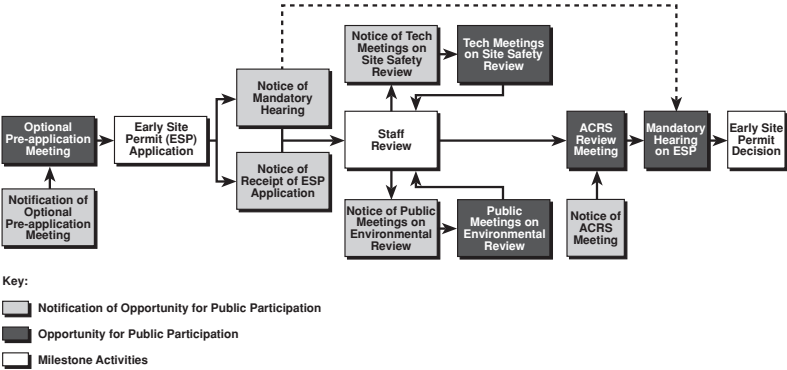 Optional
Pre-application
Meeting
Notification of
Optional
Pre-application
Meeting
Early Site
Permit (ESP)
Application
Notice of
Mandatory
Hearing
Notice of
Receipt of ESP
Application
Notice of Tech
Meetings on
Site Safety
Review
Tech Meetings
on Site Safety
Review
Staff
Review
Notice of Public
Meetings on
Environmental
Review
Public
Meetings on
Environmental
Review
ACRS
Review
Meeting
Notice of
ACRS
Meeting
Mandatory
Hearing
on ESP
Early Site
Permit
Decision
Key:
Notification of Opportunity for Public Participation
Opportunity for Public Participation
Milestone Activities